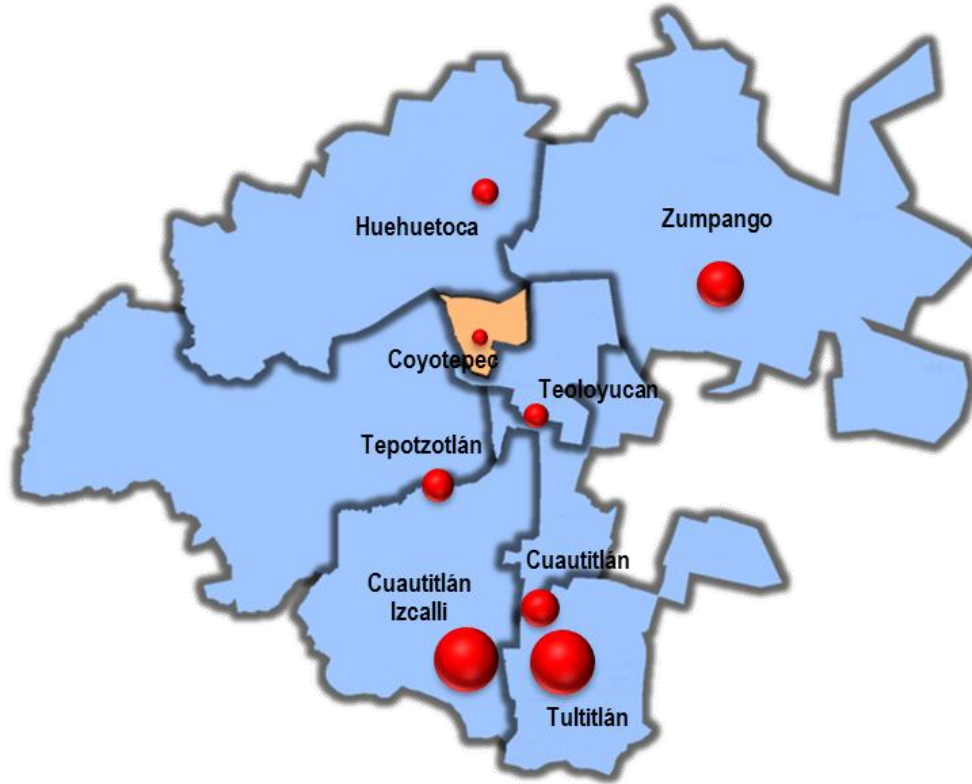 Zumpango
Huehuetoca
Coyotepec
Teoloyucan
Tepotzotlán
Cuautitlán
Cuautitlán
Izcalli
Tultitlán